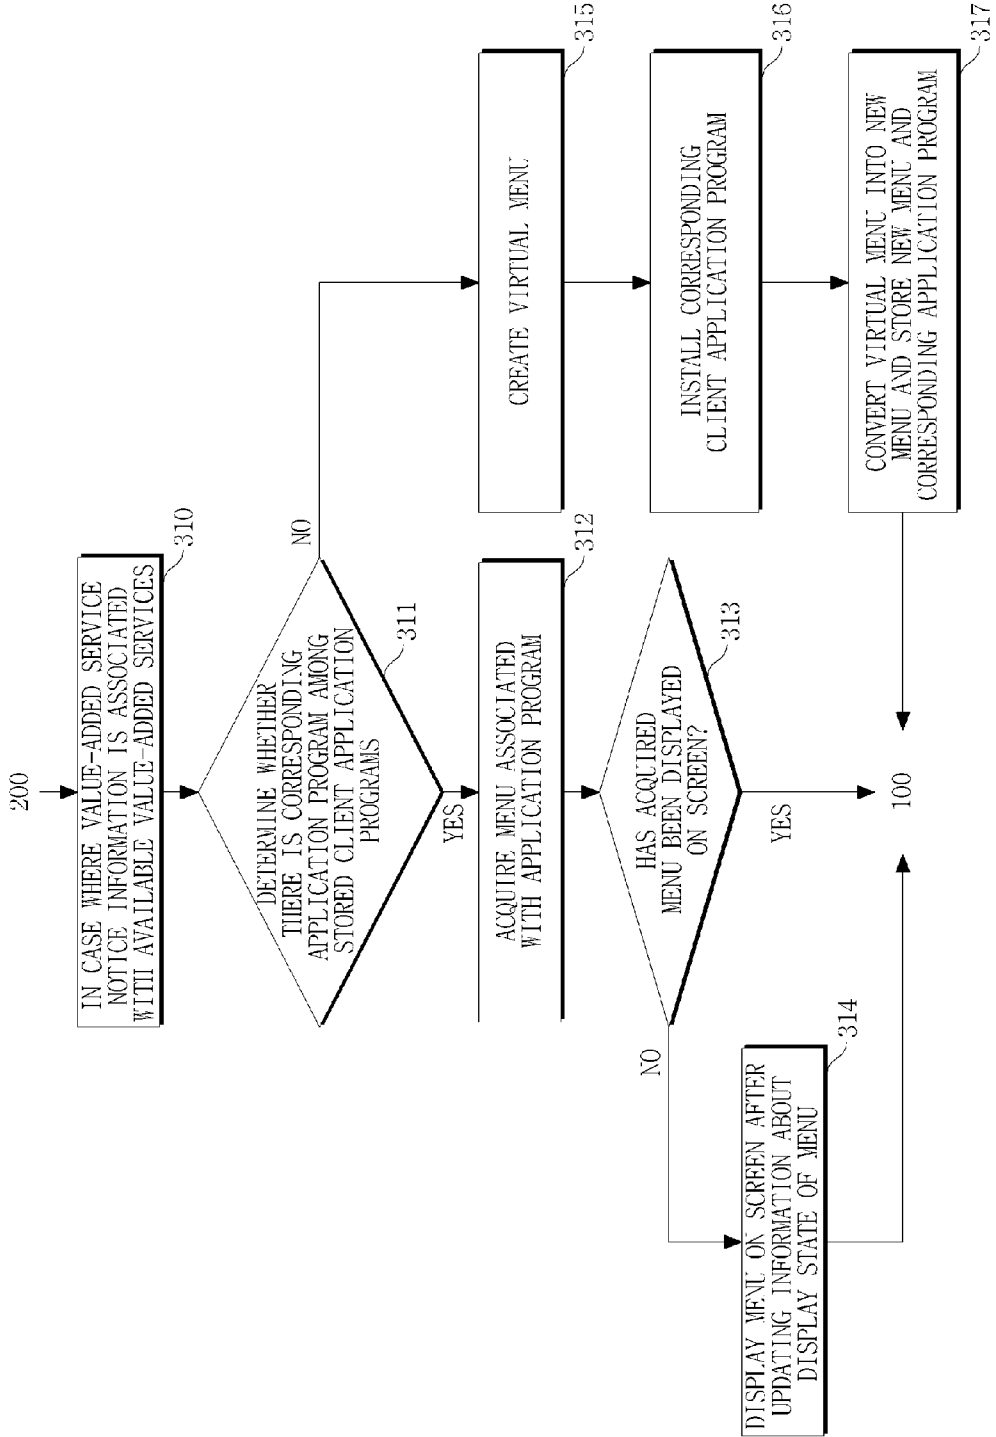 200
IN CASE WHERE VALUE-ADDED SERVICE
NOTICE INFORMATION IS ASSOCIATED
WITH AVAILABLE VALUE-ADDED SERVICES
310
DETERMINE WHETHER
THERE IS CORRESPONDING
APPLICATION PROGRAM AMONG
STORED CLIENT APPLICATION
PROGRAMS
311
NO
YES
ACQUIRE MENU ASSOCIATED
WITH APPLICATION PROGRAM
312
HAS ACQUIRED
MENU BEEN DISPLAYED
ON SCREEN?
313
NO
YES
DISPLAY MENU ON SCREEN AFTER
UPDATING INFORMATION ABOUT
DISPLAY STATE OF MENU
314
CREATE VIRTUAL MENU
315
INSTALL CORRESPONDING
CLIENT APPLICATION PROGRAM
316
CONVERT VIRTUAL MENU INTO NEW
MENU AND STORE NEW MENU AND
CORRESPONDING APPLICATION PROGRAM
317
100